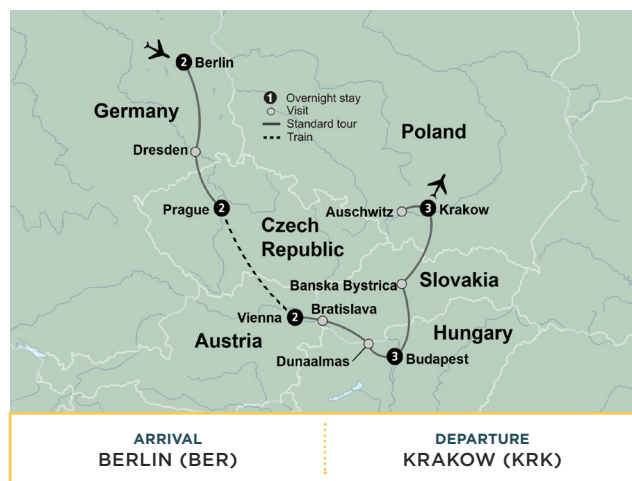 2 Berlin
Germany
1 Overnight stay
Visit
Standard tour
Train
Poland
Dresden
Prague 2
Auschwitz
3 Krakow
Czech
Republic
Banska Bystrica
Slovakia
Vienna 2
Bratislava
Austria
Hungary
Dunaalmas
3 Budapest
ARRIVAL
BERLIN (BER)
DEPARTURE
KRAKOW (KRK)